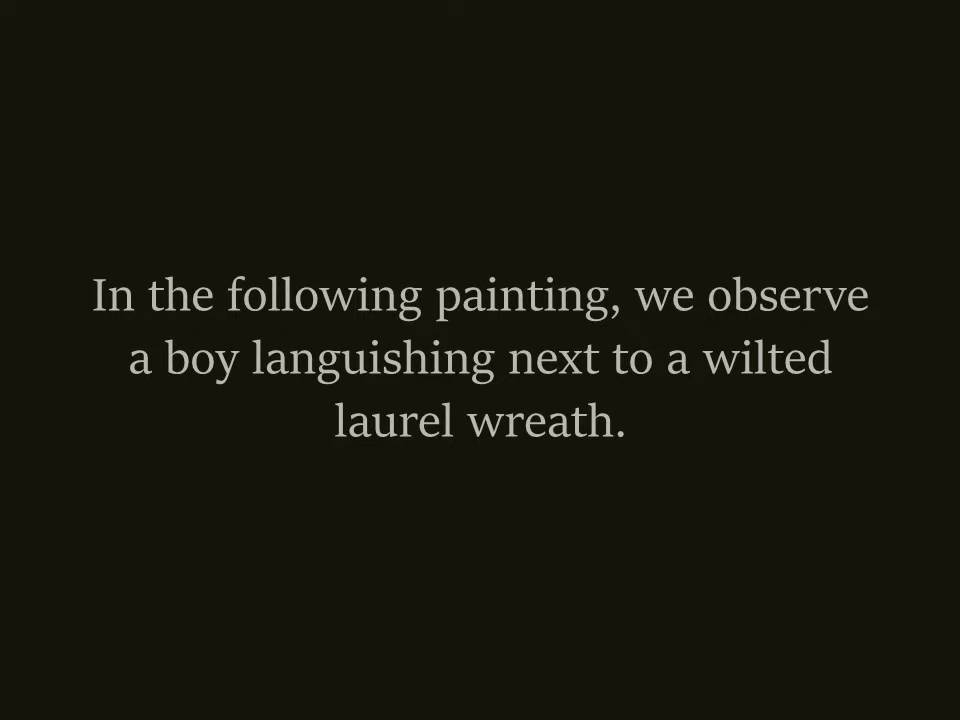 In the following painting, we observe
a boy languishing next to a wilted
laurel wreath.